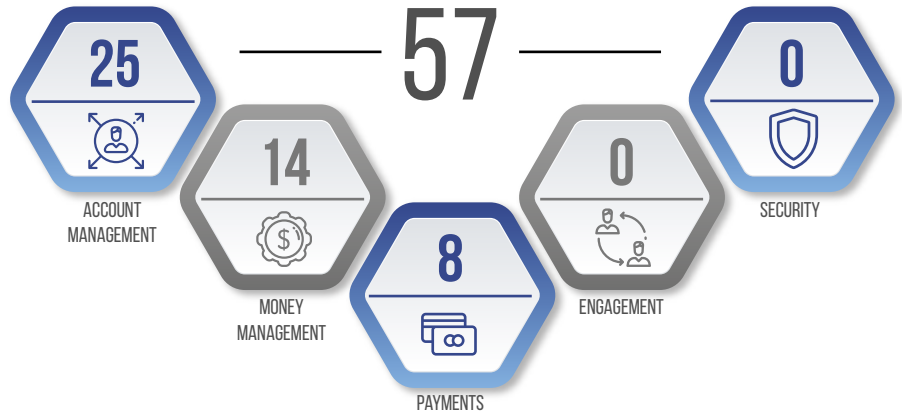 57
25
ACCOUNT
MANAGEMENT
14
$
MONEY
MANAGEMENT
8
PAYMENTS
0
ENGAGEMENT
0
SECURITY